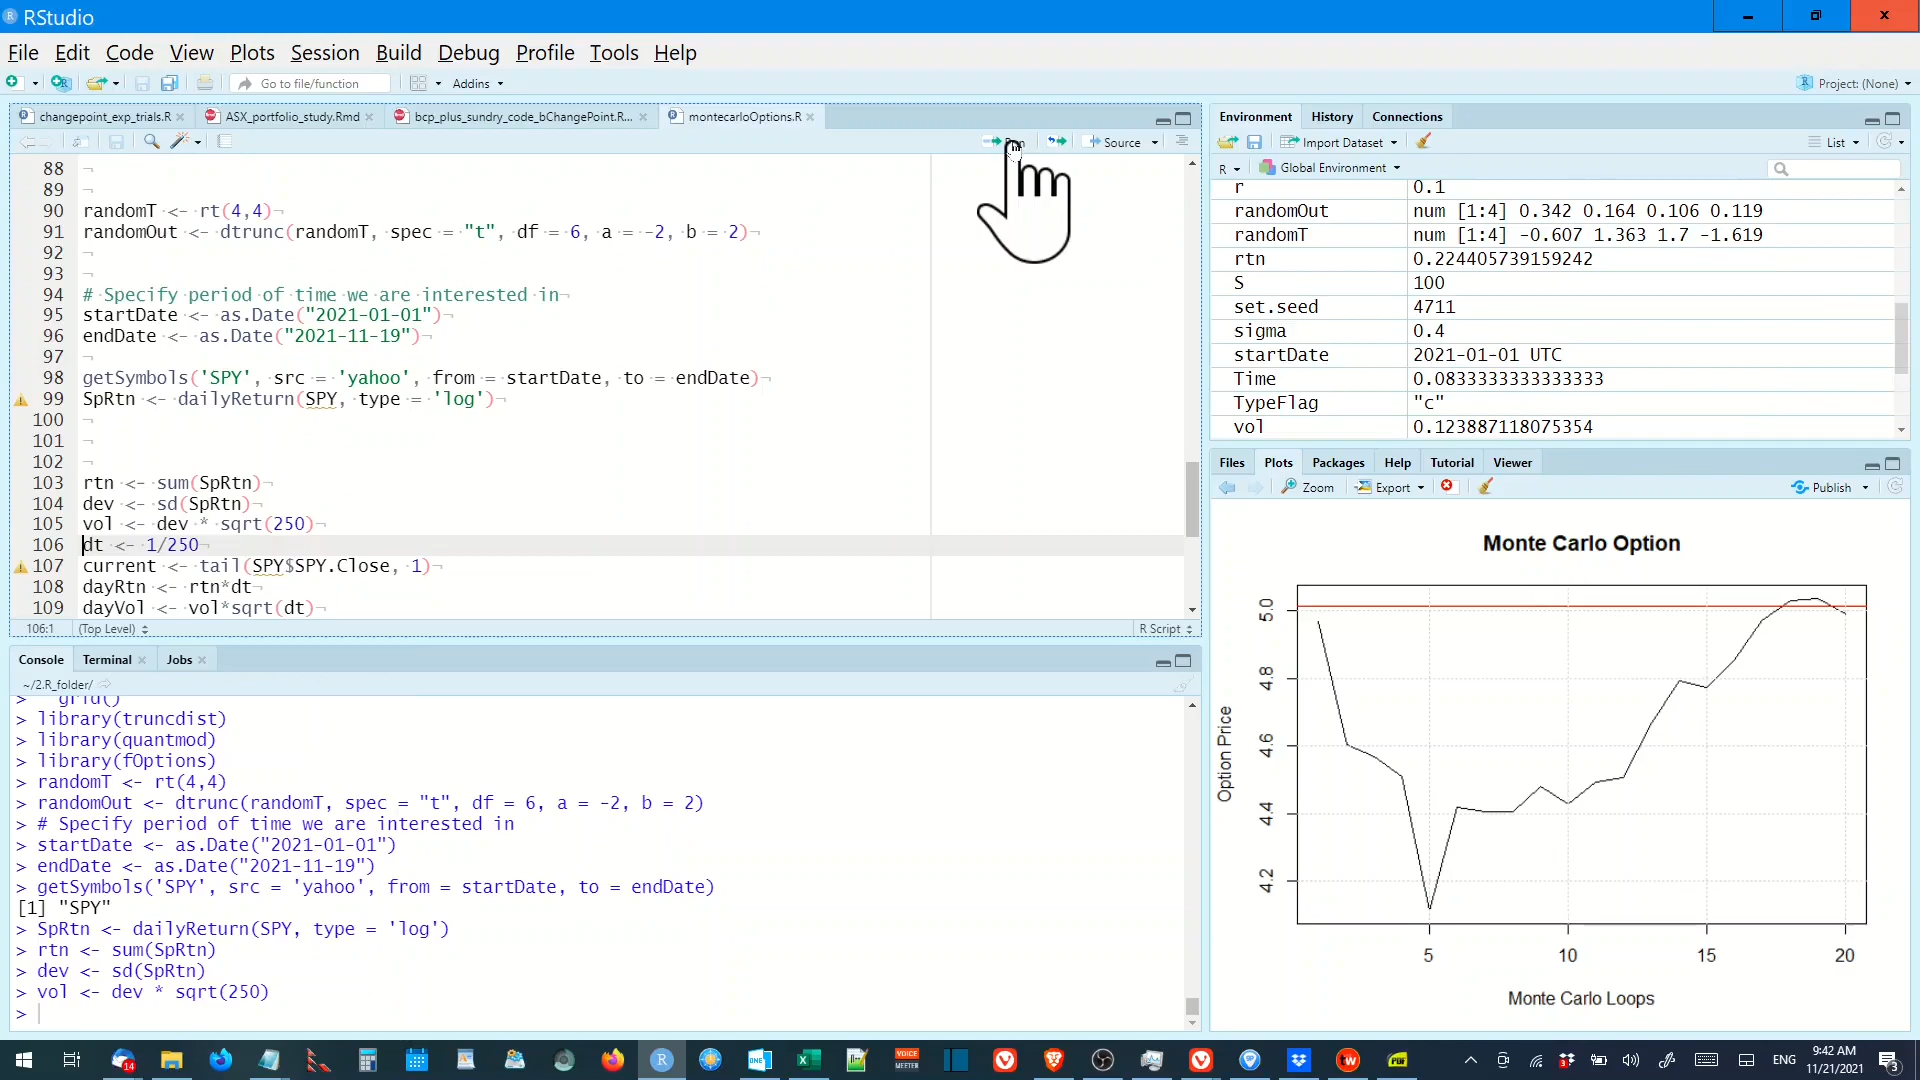 RStudio
File Edit Code View Plots Session Build Debug Profile Tools Help
Go to file/function Addins Project: (None)
changepoint_exp_trials.R ASX_portfolio_study.Rmd bcp_plus_sundry_code_bChangePoint.R... montecarloOptions.R
Source
88
89
90 randomT <- rt(4,4)
91 randomOut <- dtrunc(randomT, spec = "t", df = 6, a = -2, b = 2)
92
93
94 # Specify period of time we are interested in
95 startDate <- as.Date("2021-01-01")
96 endDate <- as.Date("2021-11-19")
97
98 getSymbols('SPY', src = 'yahoo', from = startDate, to = endDate)
99 SpRtn <- dailyReturn(SPY, type = 'log')
100
101
102
103 rtn <- sum(SpRtn)
104 dev <- sd(SpRtn)
105 vol <- dev * sqrt(250)
106 dt <- 1/250
107 current <- tail(SPY$SPY.Close, 1)
108 dayRtn <- rtn*dt
109 dayVol <- vol*sqrt(dt)
106:1 (Top Level) R Script
Console Terminal Jobs
~/2.R_folder/
> grid()
> library(truncdist)
> library(quantmod)
> library(fOptions)
> randomT <- rt(4,4)
> randomOut <- dtrunc(randomT, spec = "t", df = 6, a = -2, b = 2)
> # Specify period of time we are interested in
> startDate <- as.Date("2021-01-01")
> endDate <- as.Date("2021-11-19")
> getSymbols('SPY', src = 'yahoo', from = startDate, to = endDate)
[1] "SPY"
> SpRtn <- dailyReturn(SPY, type = 'log')
> rtn <- sum(SpRtn)
> dev <- sd(SpRtn)
> vol <- dev * sqrt(250)
>
Environment History Connections
Import Dataset List
R Global Environment
r 0.1
randomOut num [1:4] 0.342 0.164 0.106 0.119
randomT num [1:4] -0.607 1.363 1.7 -1.619
rtn 0.224405739159242
S 100
set.seed 4711
sigma 0.4
startDate 2021-01-01 UTC
Time 0.0833333333333333
TypeFlag "c"
vol 0.123887118075354
Files Plots Packages Help Tutorial Viewer
Zoom Export Publish
Monte Carlo Option
Option Price
5.0
4.8
4.6
4.4
4.2
5 10 15 20
Monte Carlo Loops
ENG
9:42 AM
11/21/2021